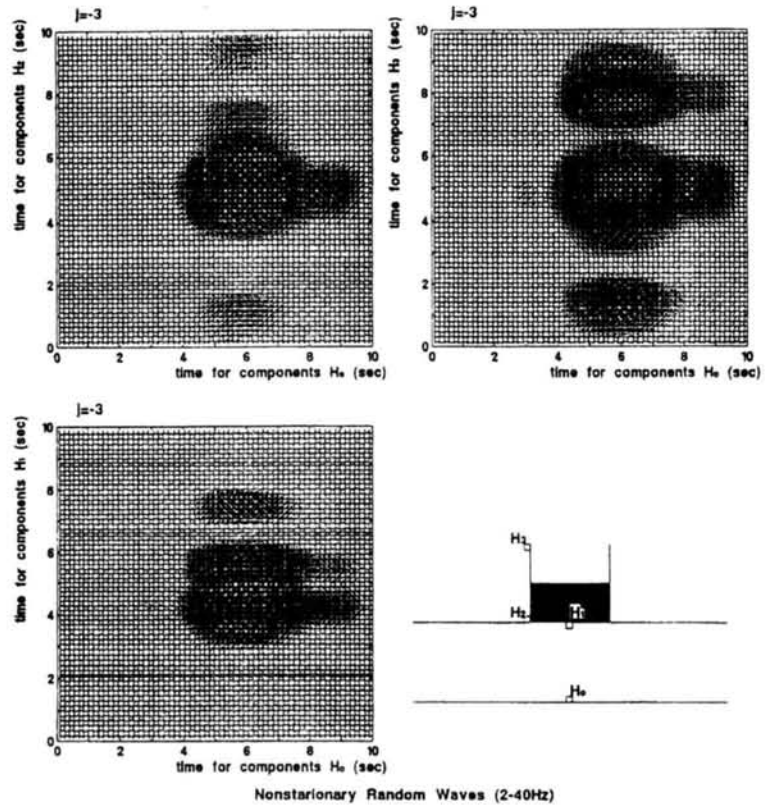 j=-3
time for components H₂ (sec)
10
8
6
4
2
0
0 2 4 6 8 10
time for components H₀ (sec)
j=-3
time for components H₃ (sec)
10
8
6
4
2
0
0 2 4 6 8 10
time for components H₀ (sec)
j=-3
time for components H₁ (sec)
10
8
6
4
2
0
0 2 4 6 8 10
time for components H₀ (sec)
H₃
H₂
H₁
H₀
Nonstarionary Random Waves (2-40Hz)